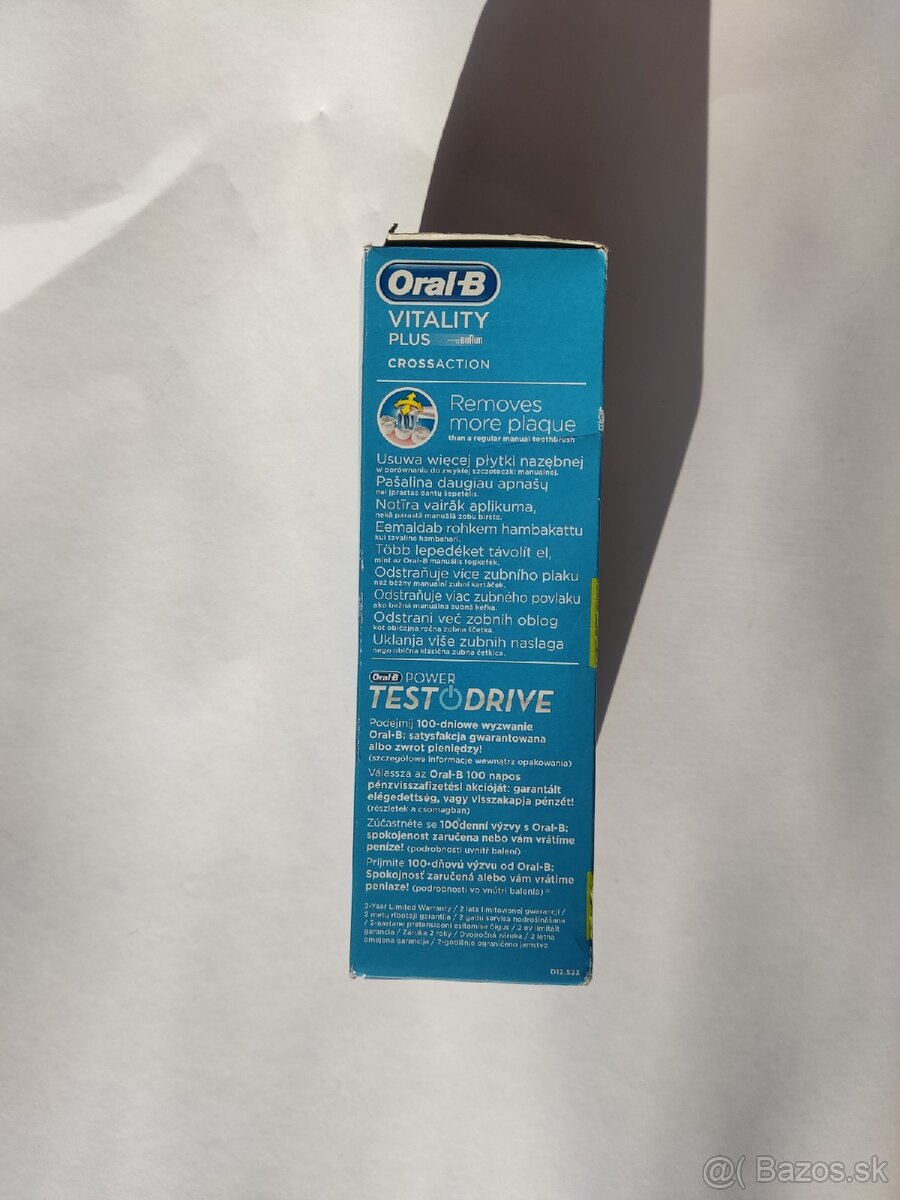 Oral-B
VITALITY
PLUS
CROSSACTION
Removes
more plaque
than a regular manual toothbrush
Usuwa więcej płytki nazębnej
w porównaniu do zwykłej szczoteczki manualnej.
Pašalina daugiau apnašų
nei įprastas dantų šepetėlis.
Notīra vairāk aplikuma,
nekā parastā manuālā zobu birste.
Eemaldab rohkem hambakattu
kui tavaline hambahari.
Több lepedéket távolít el,
mint az Oral-B manuális fogkefék.
Odstraňuje více zubního plaku
než běžný manuální zubní kartáček.
Odstraňuje viac zubného povlaku
ako bežná manuálna zubná kefka.
Odstrani več zobnih oblog
kot običajna ročna zobna ščetka.
Uklanja više zubnih naslaga
nego obična klasična zubna četkica.
Oral-B POWER
TEST DRIVE
Podejmij 100-dniowe wyzwanie
Oral-B: satysfakcja gwarantowana
albo zwrot pieniędzy!
(szczegółowe informacje wewnątrz opakowania)
Válassza az Oral-B 100 napos
pénzvisszafizetési akcióját: garantált
elégedettség, vagy visszakapja pénzét!
(részletek a csomagban)
Zúčastněte se 100denní výzvy s Oral-B:
spokojenost zaručena nebo vám vrátíme
peníze! (podrobnosti uvnitř balení)
Prijmite 100-dňovú výzvu od Oral-B:
Spokojnosť zaručená alebo vám vrátime
peniaze! (podrobnosti vo vnútri balenia)
2-Year Limited Warranty / 2 lata limitowanej gwarancji /
2 metų ribotoji garantija / 2 gadu servisa nodrošināšana
/ 2-aastane pretensiooni esitamise õigus / 2 év limitált
garancia / Záruka 2 roky / Dvojročná záruka / 2 letna
omejena garancija / 2-godišnje ograničeno jamstvo
D12.523
@( Bazos.sk